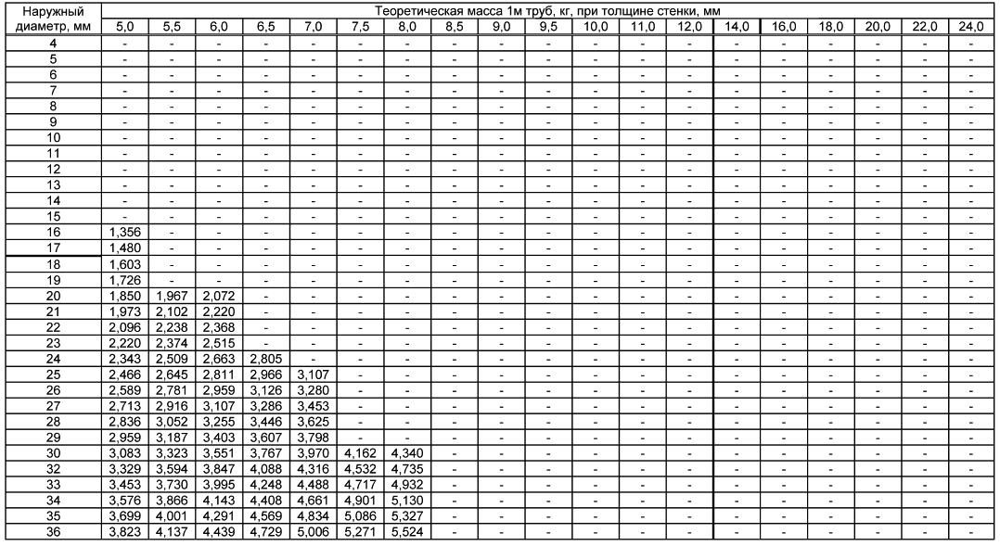 Наружный диаметр, мм Теоретическая масса 1м труб, кг, при толщине стенки, мм
5,0 5,5 6,0 6,5 7,0 7,5 8,0 8,5 9,0 9,5 10,0 11,0 12,0 14,0 16,0 18,0 20,0 22,0 24,0
4 - - - - - - - - - - - - - - - - - - -
5 - - - - - - - - - - - - - - - - - - -
6 - - - - - - - - - - - - - - - - - - -
7 - - - - - - - - - - - - - - - - - - -
8 - - - - - - - - - - - - - - - - - - -
9 - - - - - - - - - - - - - - - - - - -
10 - - - - - - - - - - - - - - - - - - -
11 - - - - - - - - - - - - - - - - - - -
12 - - - - - - - - - - - - - - - - - - -
13 - - - - - - - - - - - - - - - - - - -
14 - - - - - - - - - - - - - - - - - - -
15 - - - - - - - - - - - - - - - - - - -
16 1,356 - - - - - - - - - - - - - - - - - -
17 1,480 - - - - - - - - - - - - - - - - - -
18 1,603 - - - - - - - - - - - - - - - - - -
19 1,726 - - - - - - - - - - - - - - - - - -
20 1,850 1,967 2,072 - - - - - - - - - - - - - - - -
21 1,973 2,102 2,220 - - - - - - - - - - - - - - - -
22 2,096 2,238 2,368 - - - - - - - - - - - - - - - -
23 2,220 2,374 2,515 - - - - - - - - - - - - - - - -
24 2,343 2,509 2,663 2,805 - - - - - - - - - - - - - - -
25 2,466 2,645 2,811 2,966 3,107 - - - - - - - - - - - - - -
26 2,589 2,781 2,959 3,126 3,280 - - - - - - - - - - - - - -
27 2,713 2,916 3,107 3,286 3,453 - - - - - - - - - - - - - -
28 2,836 3,052 3,255 3,446 3,625 - - - - - - - - - - - - - -
29 2,959 3,187 3,403 3,607 3,798 - - - - - - - - - - - - - -
30 3,083 3,323 3,551 3,767 3,970 4,162 4,340 - - - - - - - - - - - -
32 3,329 3,594 3,847 4,088 4,316 4,532 4,735 - - - - - - - - - - - -
33 3,453 3,730 3,995 4,248 4,488 4,717 4,932 - - - - - - - - - - - -
34 3,576 3,866 4,143 4,408 4,661 4,901 5,130 - - - - - - - - - - - -
35 3,699 4,001 4,291 4,569 4,834 5,086 5,327 - - - - - - - - - - - -
36 3,823 4,137 4,439 4,729 5,006 5,271 5,524 - - - - - - - - - - - -